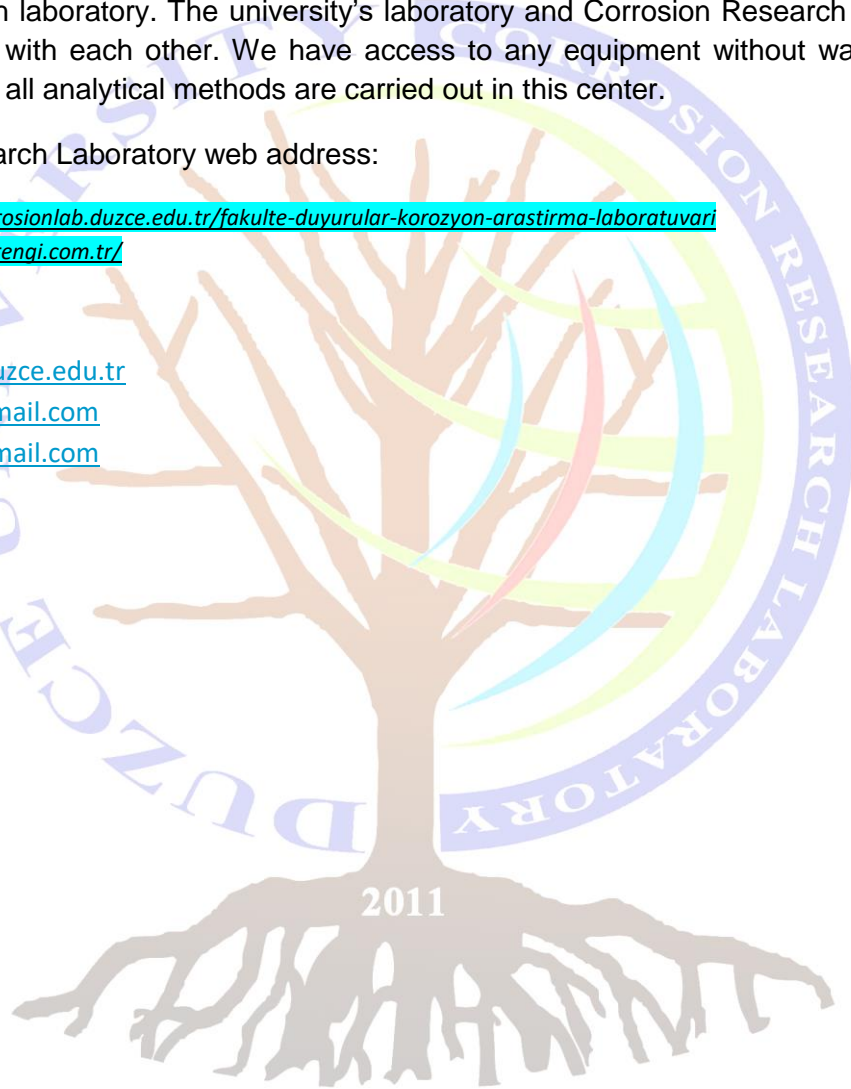 n laboratory. The university's laboratory and Corrosion Research
with each other. We have access to any equipment without wa
all analytical methods are carried out in this center.
arch Laboratory web address:
rosionlab.duzce.edu.tr/fakulte-duyurular-korozyon-arastirma-laboratuvari
rengi.com.tr/
uzce.edu.tr
mail.com
mail.com
DUZCE UNIVERSITY CORROSION RESEARCH LABORATORY
2011